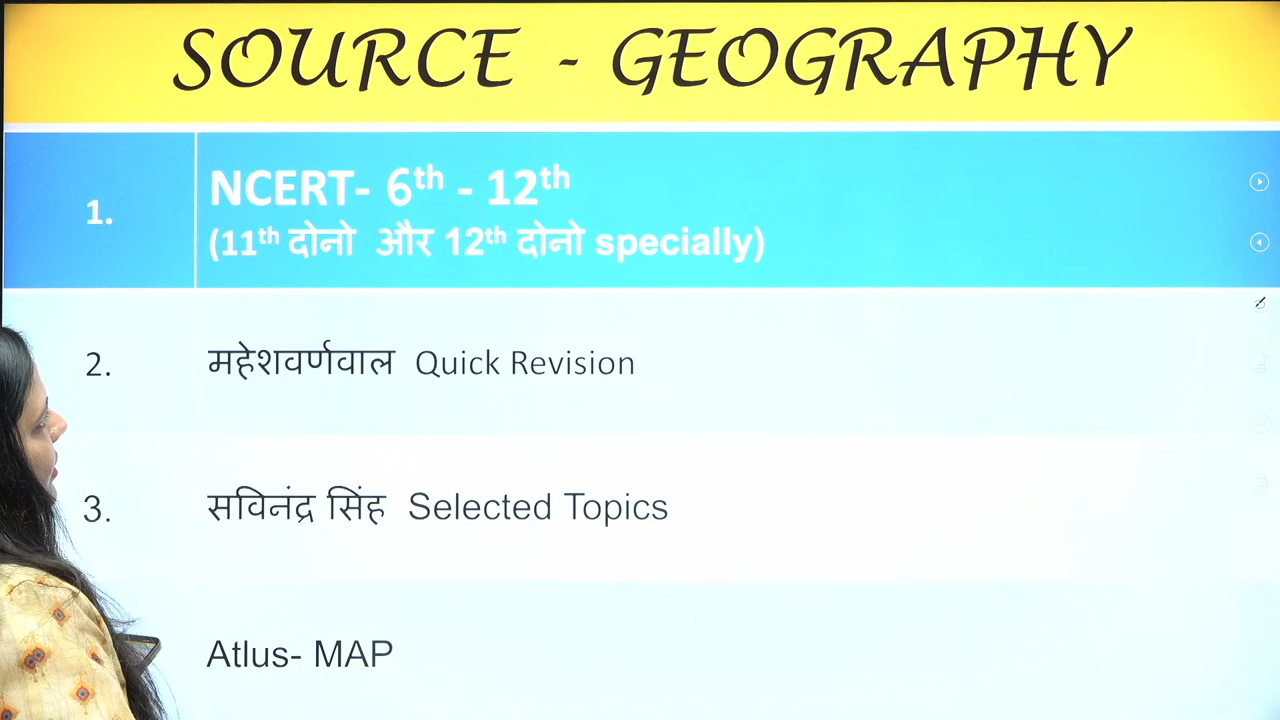 SOURCE - GEOGRAPHY
1.
NCERT- 6th - 12th
(11th दोनो और 12th दोनो specially)
2. महेशवर्णवाल Quick Revision
3. सविनंद्र सिंह Selected Topics
Atlus- MAP